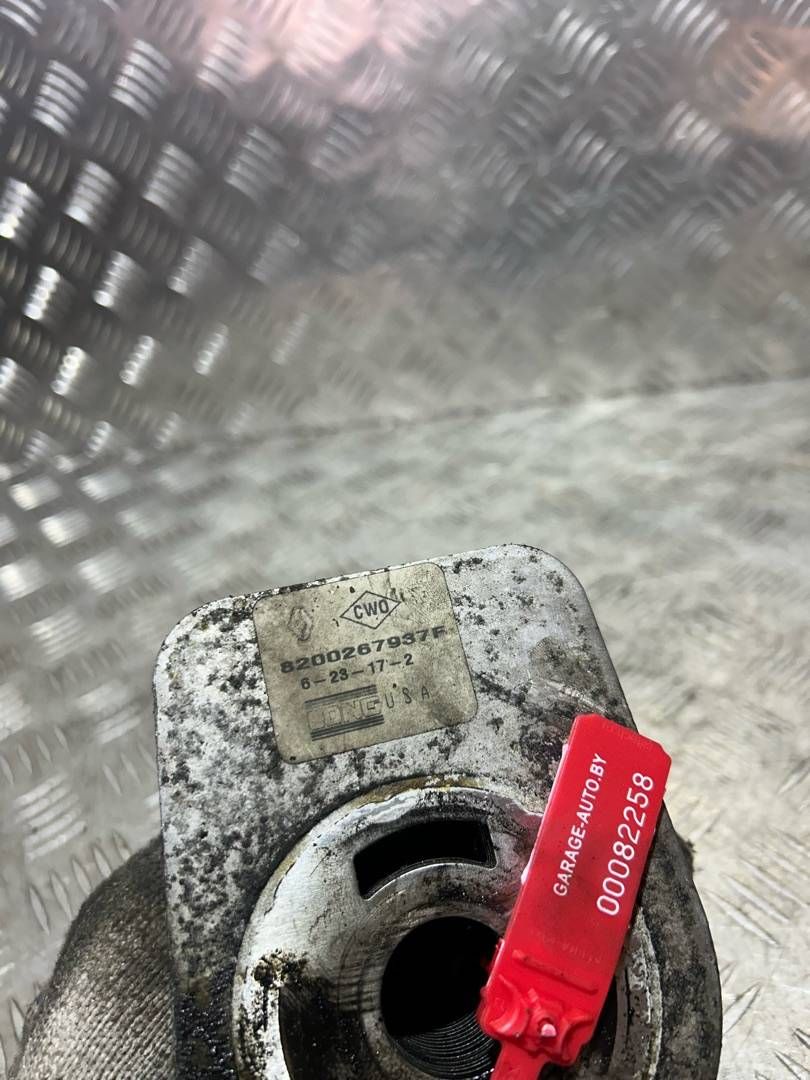 CWO
8200267937F
6-23-17-2
LONG USA
GARAGE-AUTO.BY
00082258